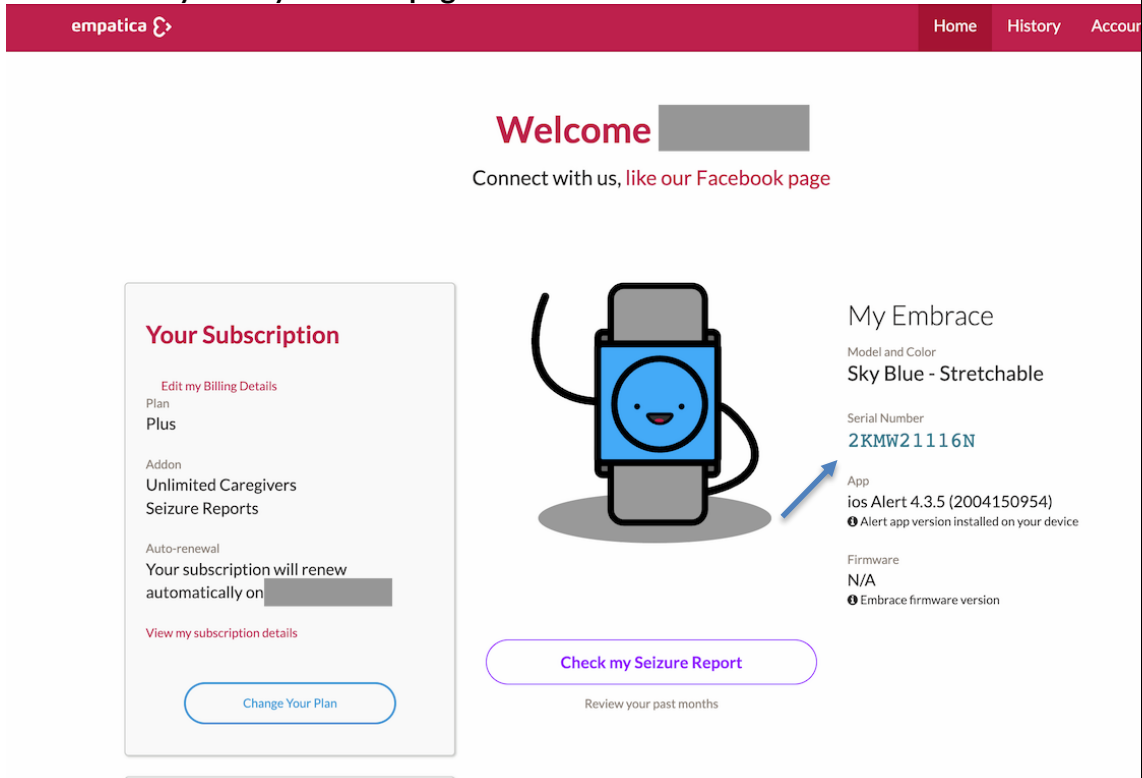 empatica
Home
History
Accoun
Welcome
Connect with us, like our Facebook page
Your Subscription
Edit my Billing Details
Plan
Plus
Addon
Unlimited Caregivers
Seizure Reports
Auto-renewal
Your subscription will renew
automatically on
View my subscription details
Change Your Plan
Check my Seizure Report
Review your past months
My Embrace
Model and Color
Sky Blue - Stretchable
Serial Number
2KMW21116N
App
ios Alert 4.3.5 (2004150954)
Alert app version installed on your device
Firmware
N/A
Embrace firmware version